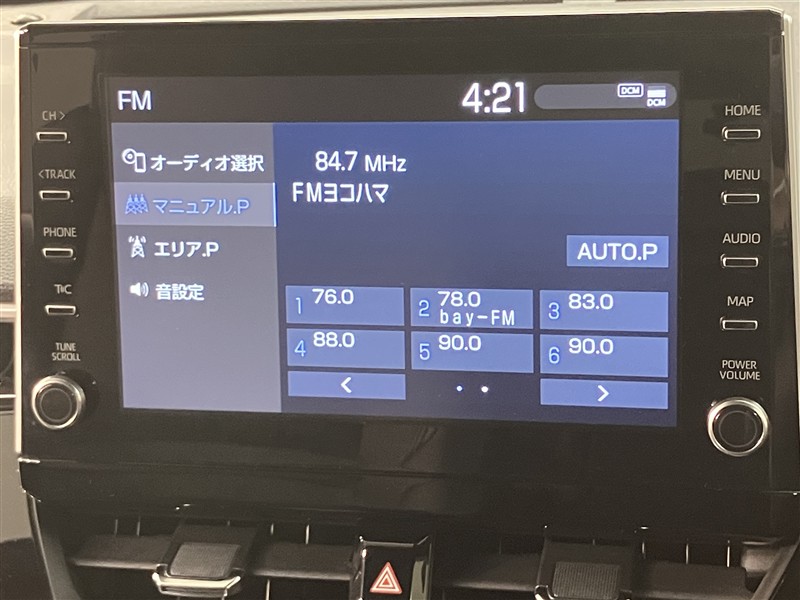 FM
4:21
DCM
DCM
CH >
< TRACK
PHONE
T C
TUNE
SCROLL
オーディオ選択
マニュアル.P
エリア.P
音設定
84.7 MHz
FMヨコハマ
AUTO.P
1 76.0
2 78.0
bay-FM
3 83.0
4 88.0
5 90.0
6 90.0
<
>
HOME
MENU
AUDIO
MAP
POWER
VOLUME